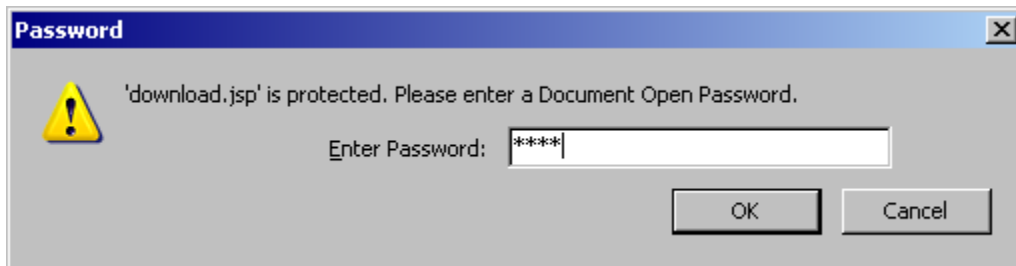 Password
'download.jsp' is protected. Please enter a Document Open Password.
Enter Password: ****
OK Cancel